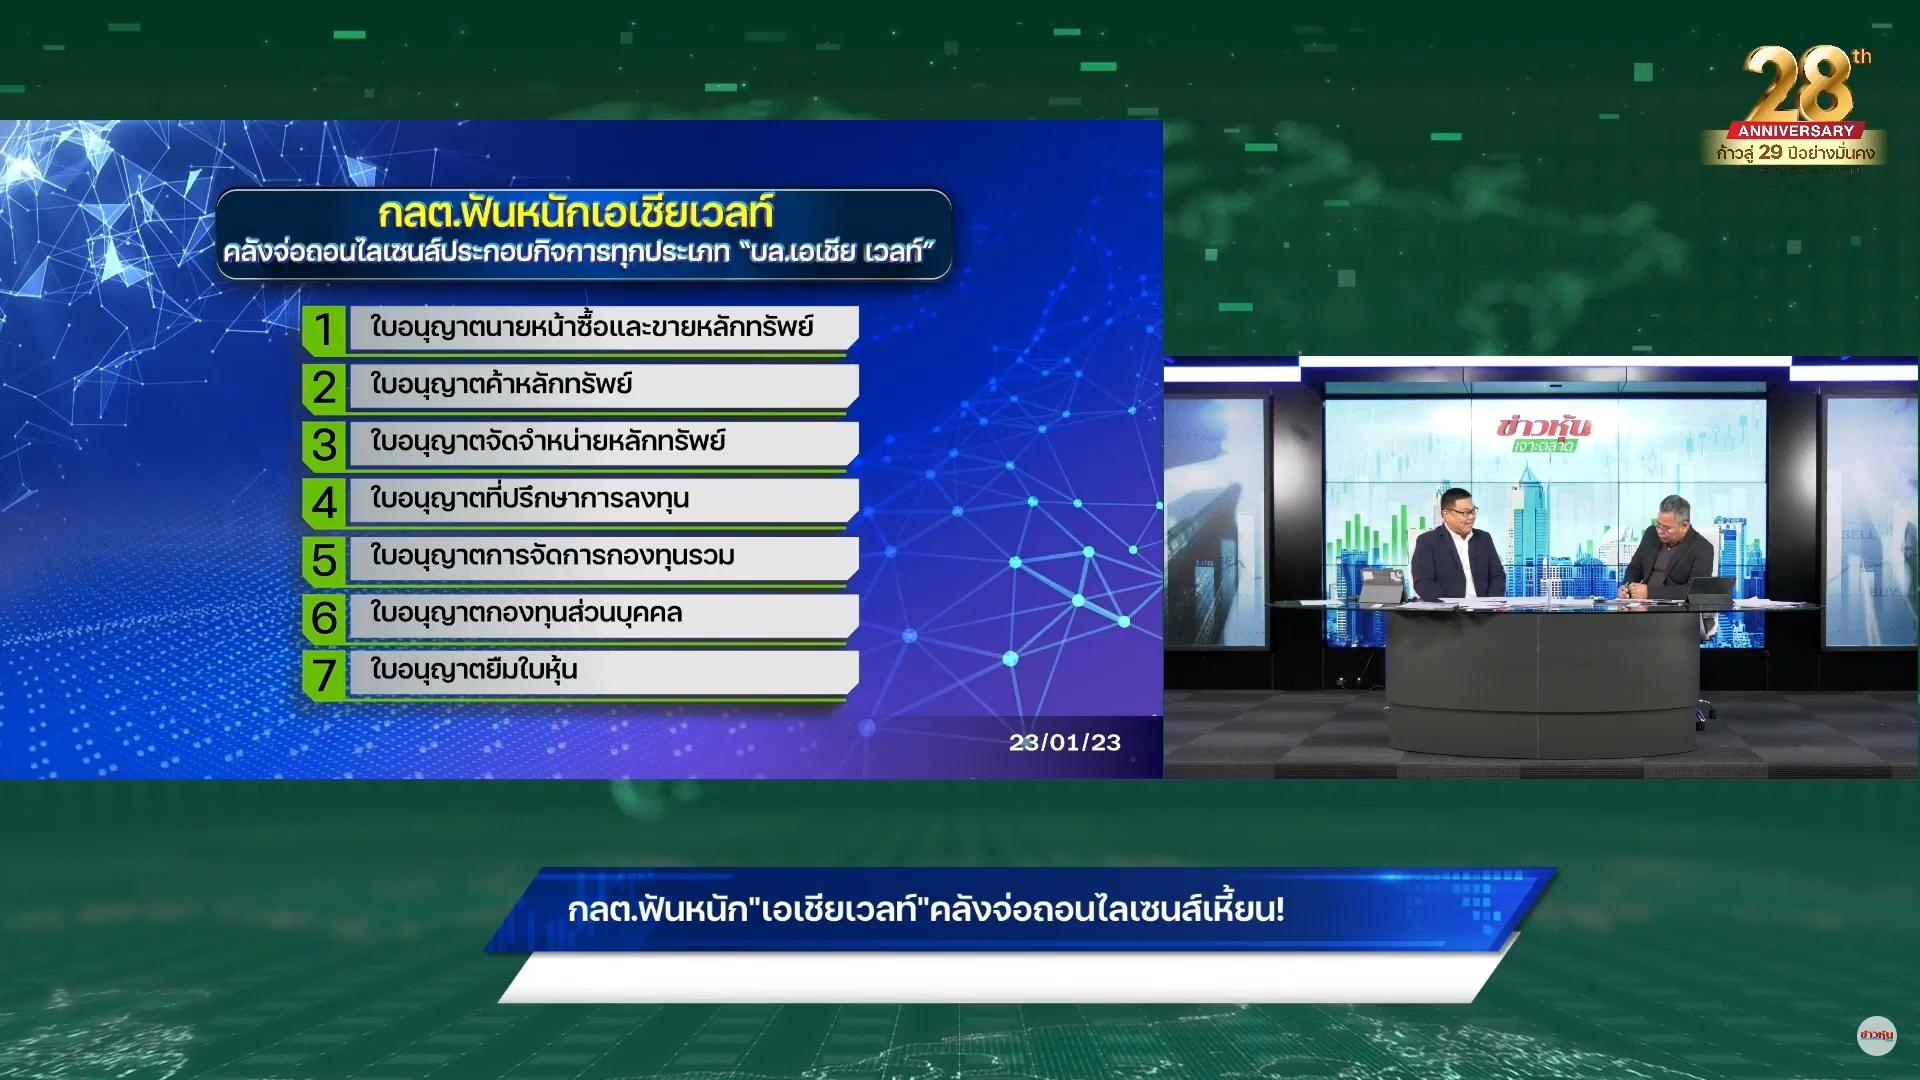 28th
ANNIVERSARY
ก้าวสู่ 29 ปีอย่างมั่นคง
กลต.ฟันหนักเอเชียเวลท์
คลังจ่อถอนไลเซนส์ประกอบกิจการทุกประเภท “บล.เอเชีย เวลท์”
1 ใบอนุญาตนายหน้าซื้อและขายหลักทรัพย์
2 ใบอนุญาตค้าหลักทรัพย์
3 ใบอนุญาตจัดจำหน่ายหลักทรัพย์
4 ใบอนุญาตที่ปรึกษาการลงทุน
5 ใบอนุญาตการจัดการกองทุนรวม
6 ใบอนุญาตกองทุนส่วนบุคคล
7 ใบอนุญาตยืมใบหุ้น
23/01/23
ข่าวหุ้น
เจาะตลาด
SELL
BUY
กลต.ฟันหนัก"เอเชียเวลท์"คลังจ่อถอนไลเซนส์เหี้ยน!
ข่าวหุ้น